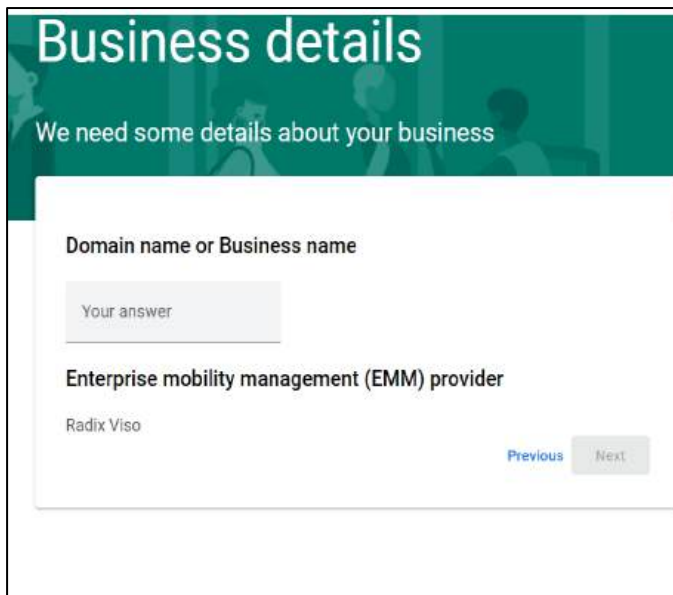 Business details
We need some details about your business
Domain name or Business name
Your answer
Enterprise mobility management (EMM) provider
Radix Viso
Previous
Next